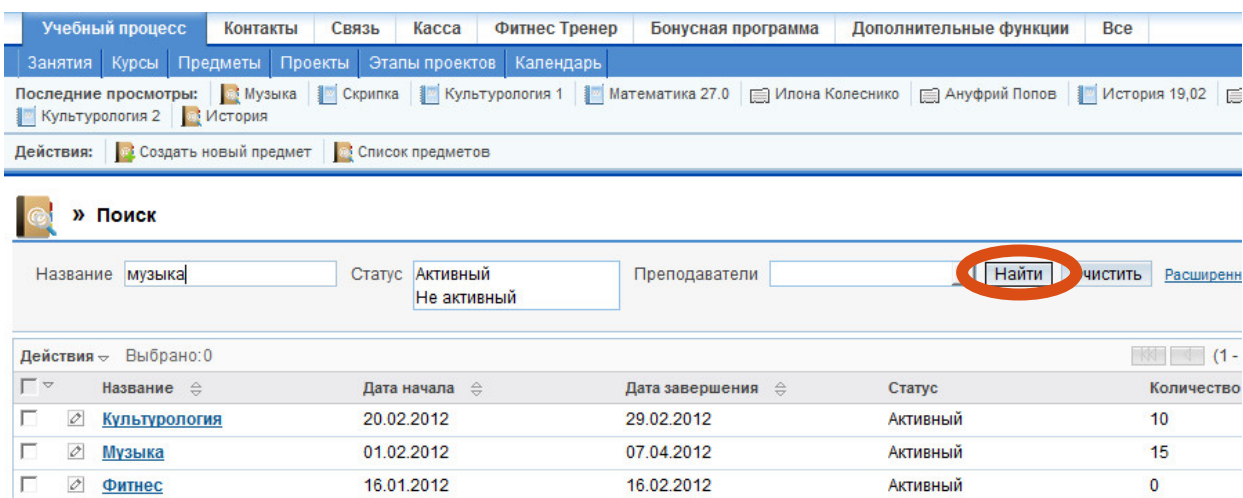 Учебный процесс Контакты Связь Касса Фитнес Тренер Бонусная программа Дополнительные функции Все
Занятия Курсы Предметы Проекты Этапы проектов Календарь
Последние просмотры: Музыка Скрипка Культурология 1 Математика 27.0 Илона Колеснико Ануфрий Попов История 19,02
Культурология 2 История
Действия: Создать новый предмет Список предметов
» Поиск
Название музыка Статус Активный Преподаватели Найти чистить Расширенн
Не активный
Действия Выбрано:0 (1 -
Название Дата начала Дата завершения Статус Количество
Культурология 20.02.2012 29.02.2012 Активный 10
Музыка 01.02.2012 07.04.2012 Активный 15
Фитнес 16.01.2012 16.02.2012 Активный 0